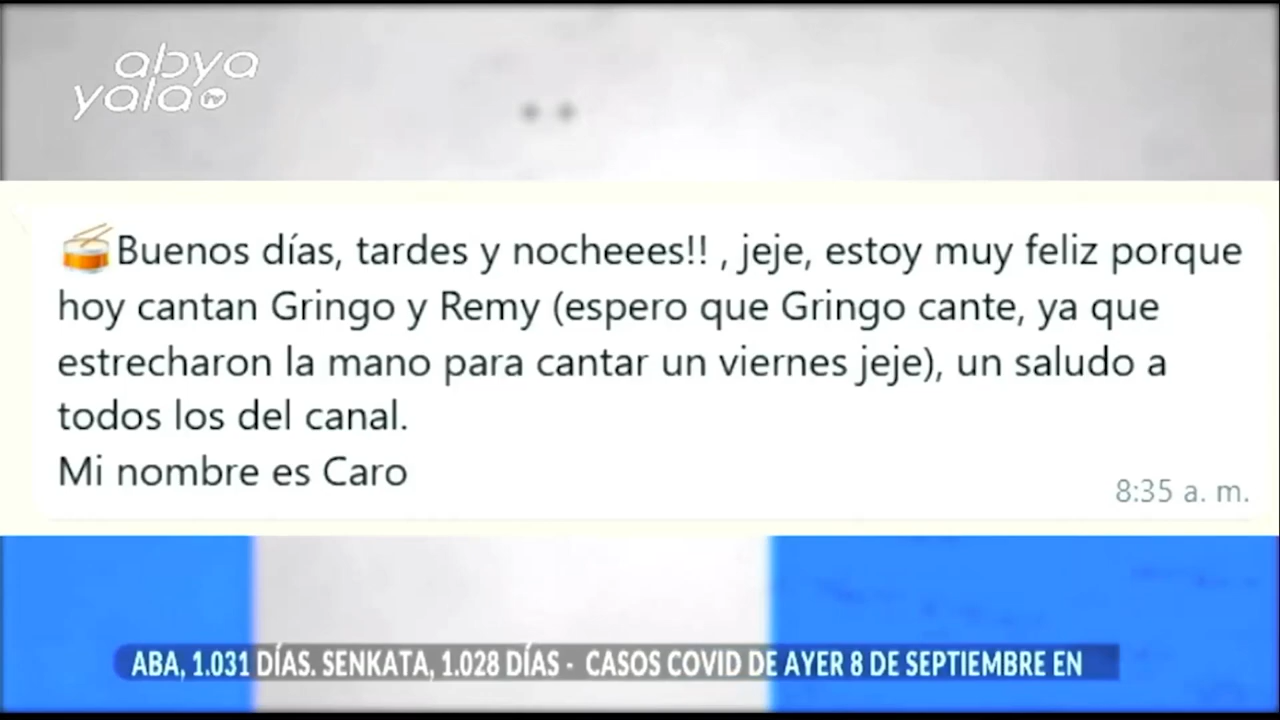 abya
yala
Buenos días, tardes y nocheees!! , jeje, estoy muy feliz porque
hoy cantan Gringo y Remy (espero que Gringo cante, ya que
estrecharon la mano para cantar un viernes jeje), un saludo a
todos los del canal.
Mi nombre es Caro
8:35 a. m.
ABA, 1.031 DÍAS. SENKATA, 1.028 DÍAS - CASOS COVID DE AYER 8 DE SEPTIEMBRE EN